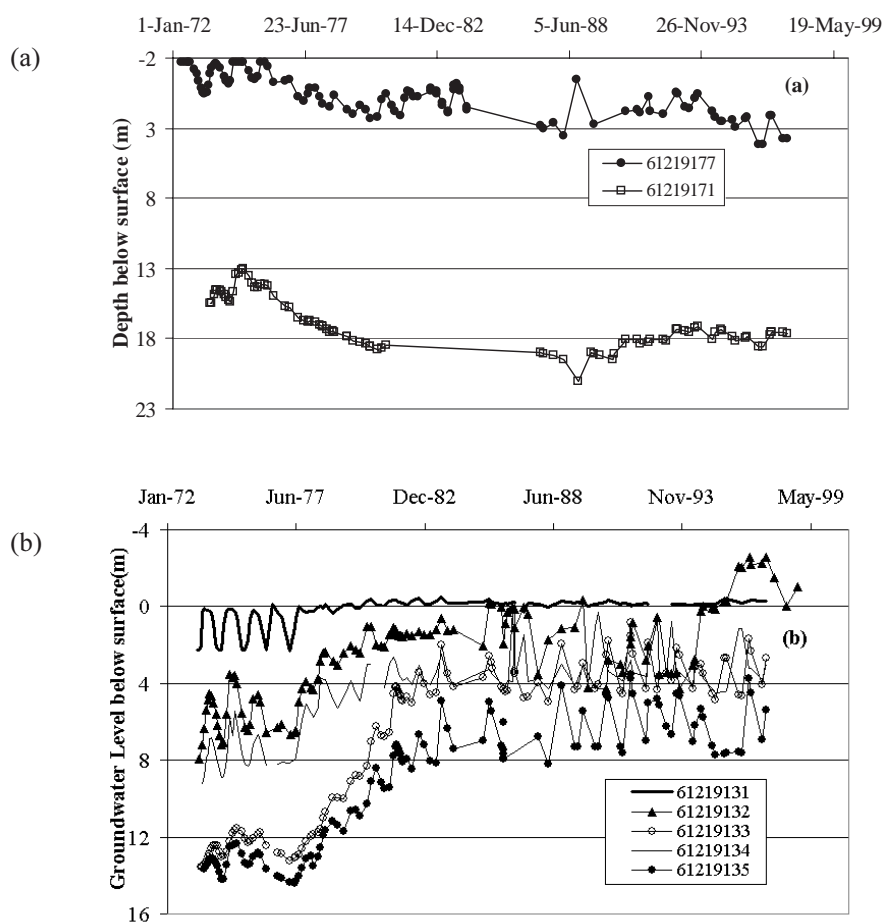 1-Jan-72 23-Jun-77 14-Dec-82 5-Jun-88 26-Nov-93 19-May-99
(a)
-2
(a)
3
61219177
61219171
8
13
18
23
Depth below surface (m)
Jan-72 Jun-77 Dec-82 Jun-88 Nov-93 May-99
(b)
-4
0
(b)
4
8
61219131
61219132
61219133
61219134
61219135
12
16
Groundwater Level below surface(m)